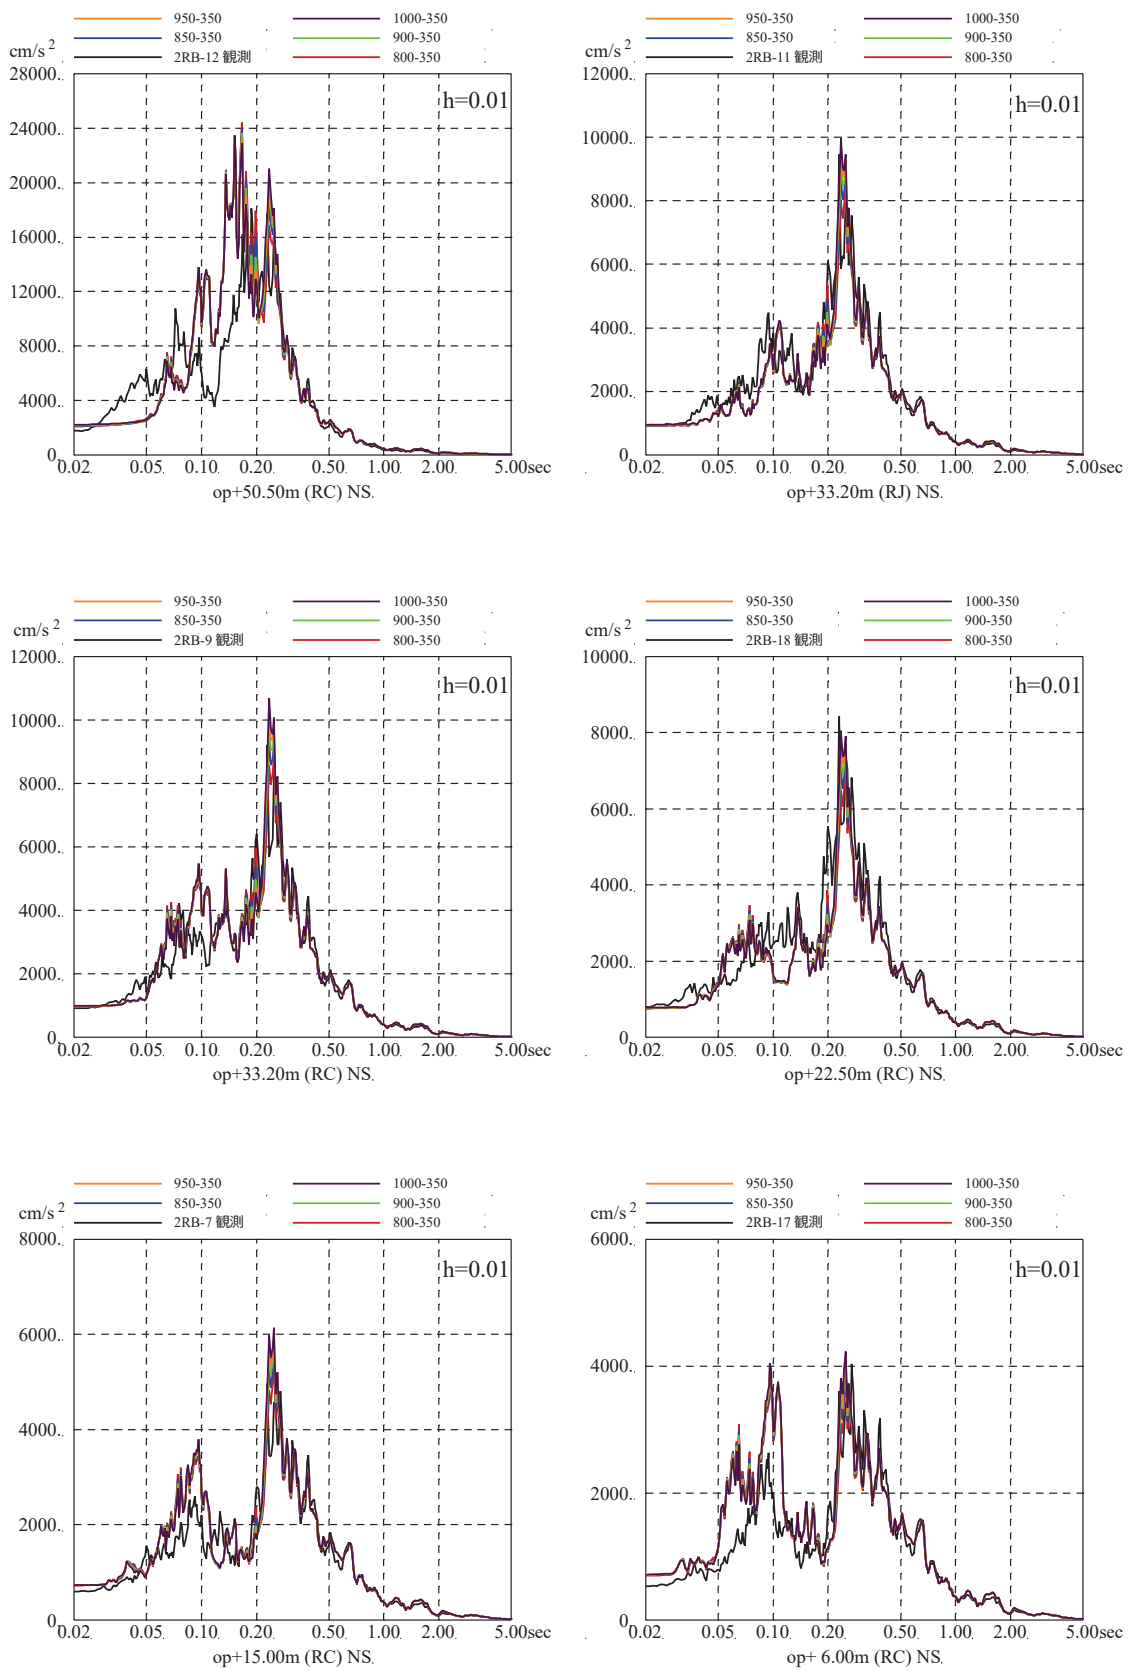 950-350 1000-350
850-350 900-350
2RB-12 観測 800-350
cm/s 2
28000.
24000.
20000.
16000.
12000.
8000.
4000.
0.
h=0.01
0.02 0.05 0.10 0.20 0.50 1.00 2.00 5.00sec
op+50.50m (RC) NS.
950-350 1000-350
850-350 900-350
2RB-11 観測 800-350
cm/s 2
12000.
10000.
8000.
6000.
4000.
2000.
0.
h=0.01
0.02 0.05 0.10 0.20 0.50 1.00 2.00 5.00sec
op+33.20m (RJ) NS.
950-350 1000-350
850-350 900-350
2RB-9 観測 800-350
cm/s 2
12000.
10000.
8000.
6000.
4000.
2000.
0.
h=0.01
0.02 0.05 0.10 0.20 0.50 1.00 2.00 5.00sec
op+33.20m (RC) NS.
950-350 1000-350
850-350 900-350
2RB-18 観測 800-350
cm/s 2
10000.
8000.
6000.
4000.
2000.
0.
h=0.01
0.02 0.05 0.10 0.20 0.50 1.00 2.00 5.00sec
op+22.50m (RC) NS.
950-350 1000-350
850-350 900-350
2RB-7 観測 800-350
cm/s 2
8000.
6000.
4000.
2000.
0.
h=0.01
0.02 0.05 0.10 0.20 0.50 1.00 2.00 5.00sec
op+15.00m (RC) NS.
950-350 1000-350
850-350 900-350
2RB-17 観測 800-350
cm/s 2
6000.
4000.
2000.
0.
h=0.01
0.02 0.05 0.10 0.20 0.50 1.00 2.00 5.00sec
op+ 6.00m (RC) NS.